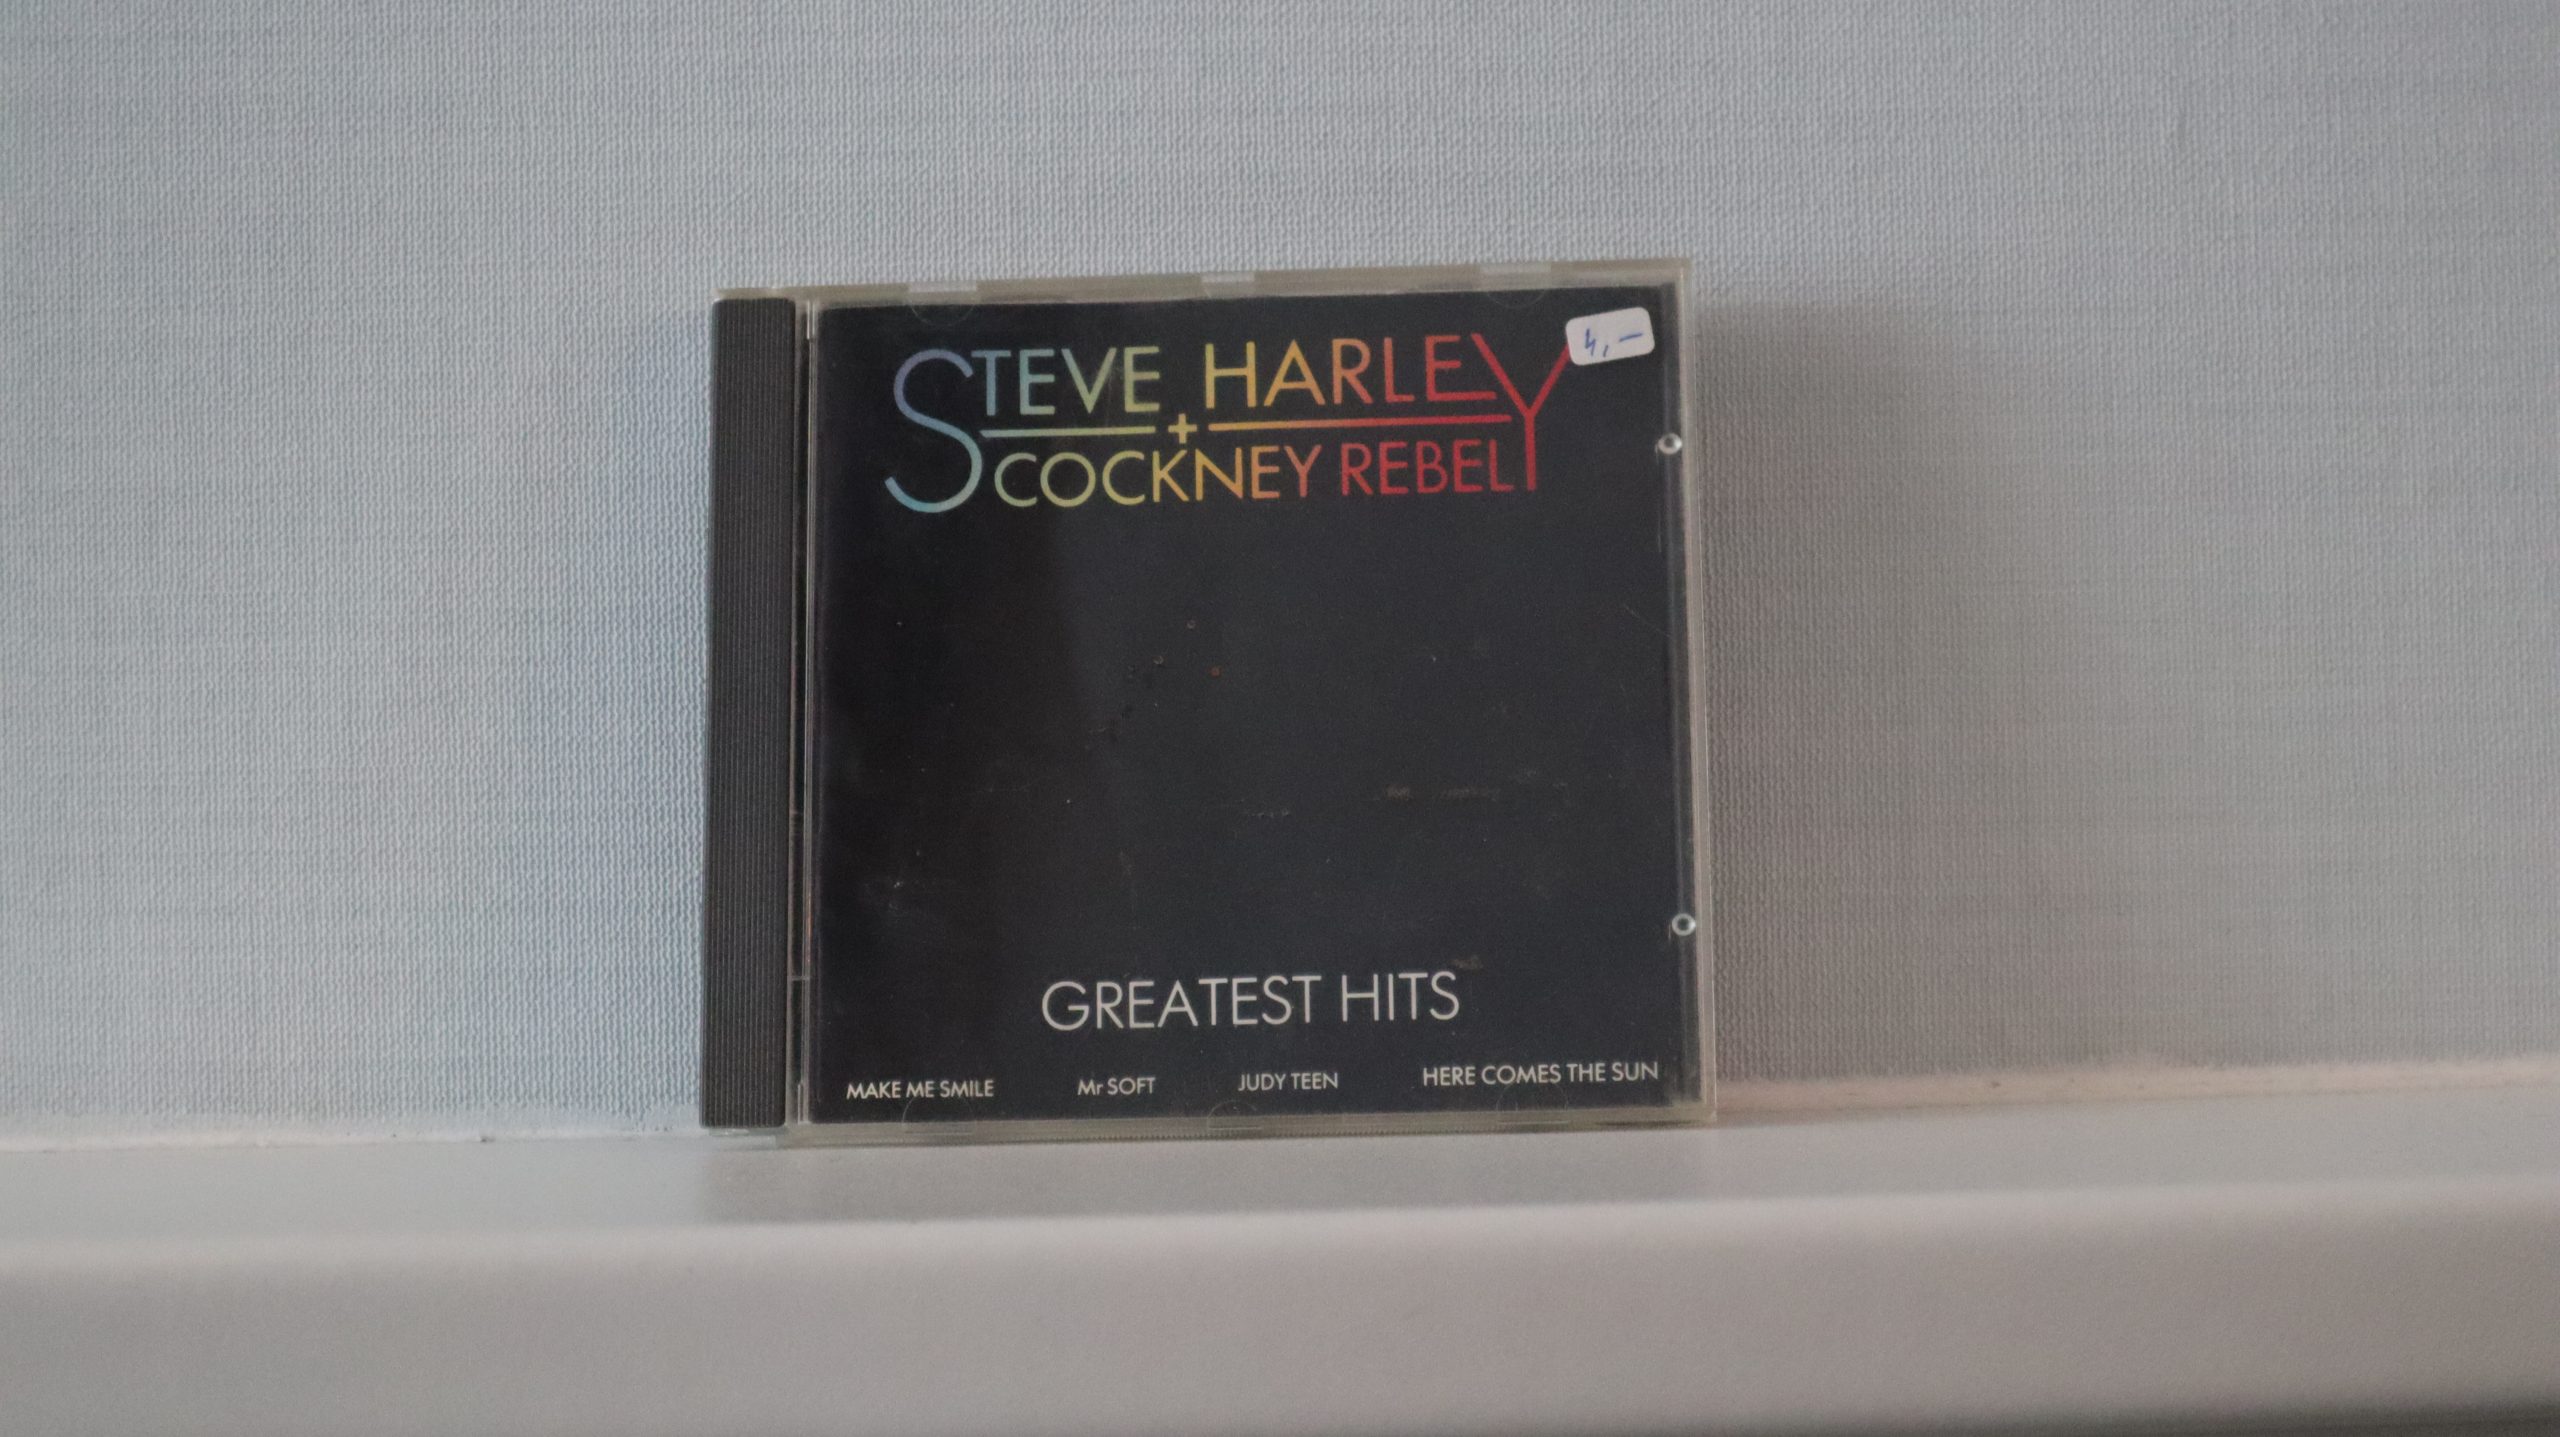 STEVE HARLEY
+
COCKNEY REBEL
4,–
GREATEST HITS
MAKE ME SMILE Mr SOFT JUDY TEEN HERE COMES THE SUN